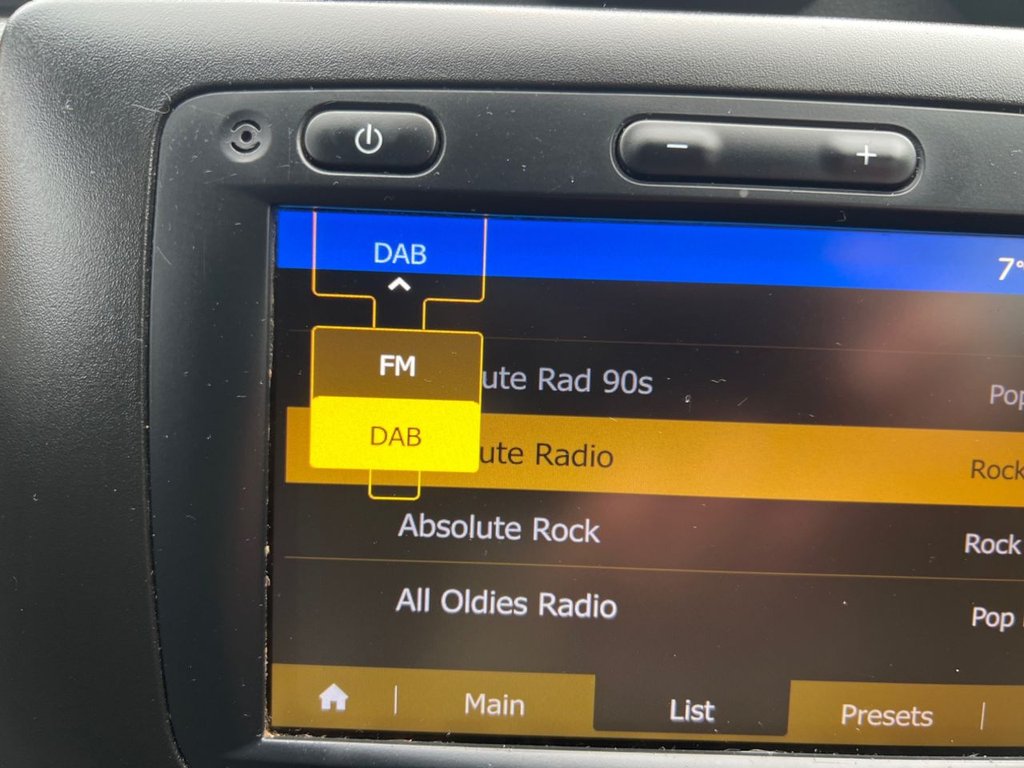 − +
DAB 7°
FM
ute Rad 90s Pop
DAB
ute Radio Rock
Absolute Rock Rock
All Oldies Radio Pop
Main List Presets